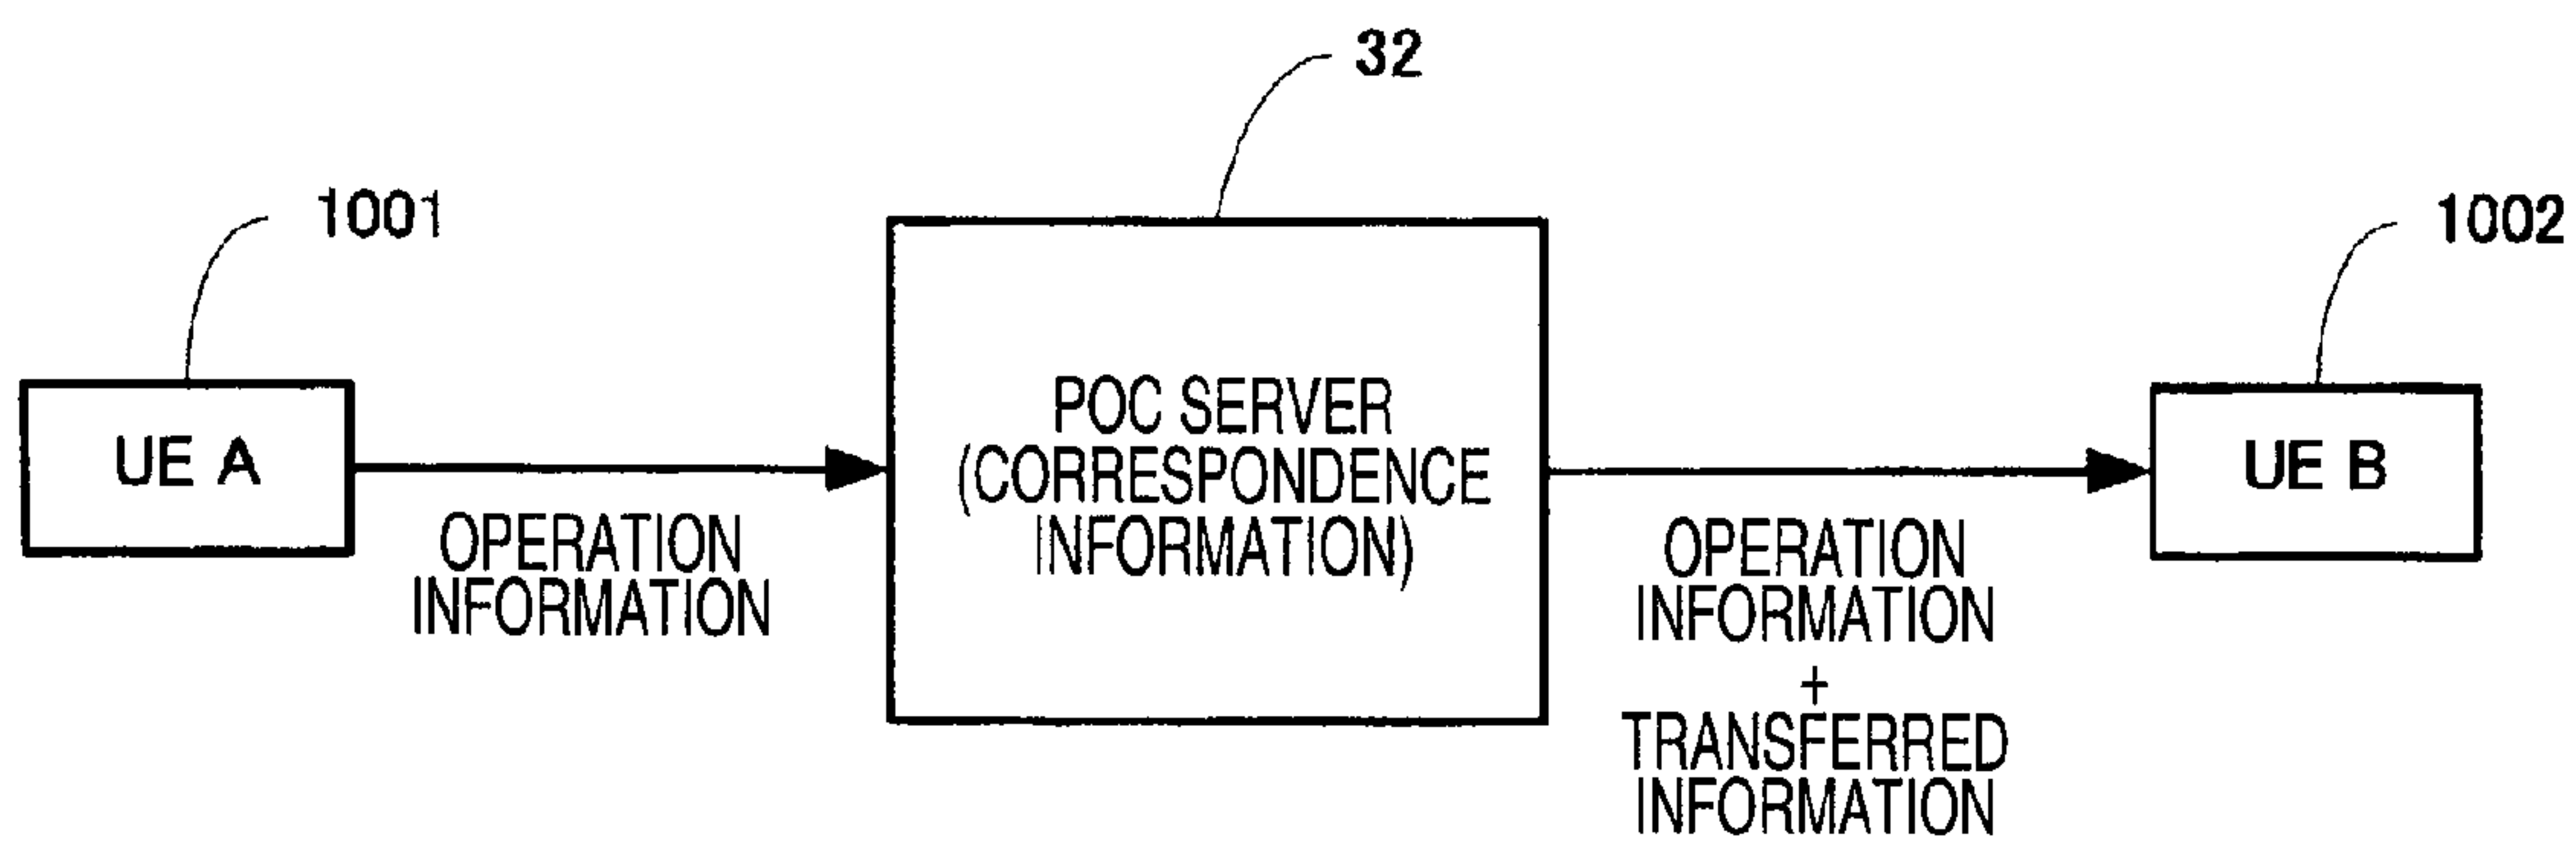 32
1001
1002
POC SERVER
(CORRESPONDENCE
INFORMATION)
UE A
UE B
OPERATION
INFORMATION
OPERATION
INFORMATION
+
TRANSFERRED
INFORMATION